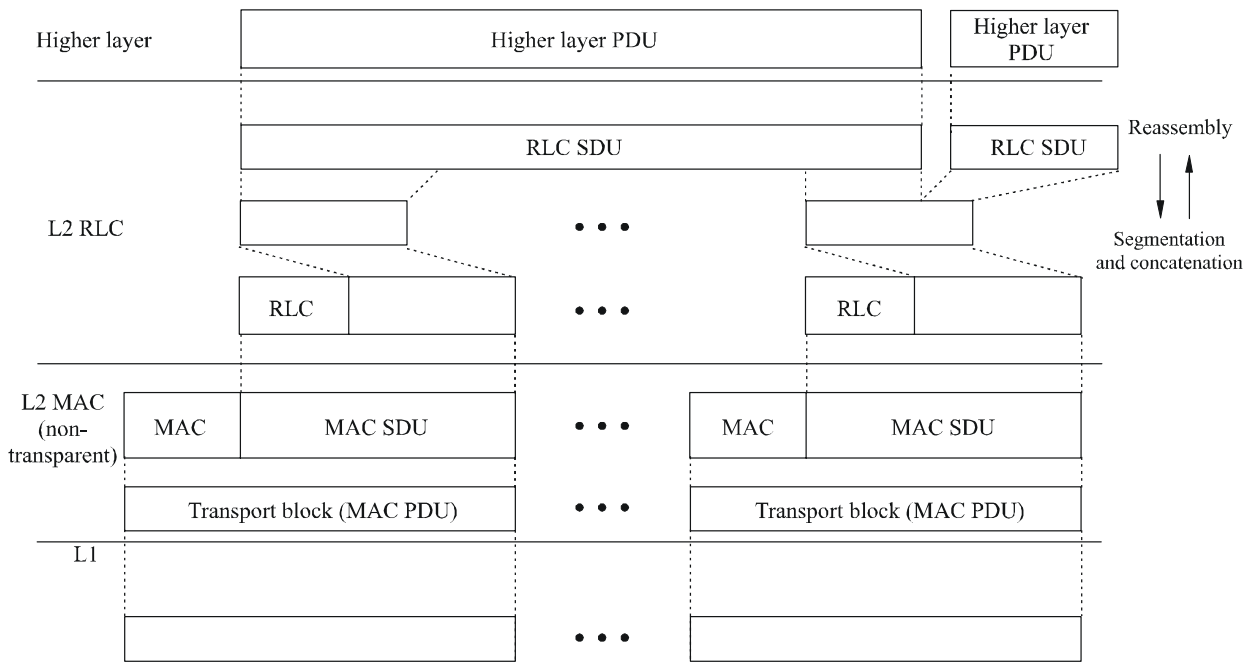 Higher layer
Higher layer PDU
Higher layer
PDU
RLC SDU
RLC SDU
Reassembly
L2 RLC
Segmentation
and concatenation
RLC
RLC
L2 MAC
(non-
transparent)
MAC
MAC SDU
MAC
MAC SDU
Transport block (MAC PDU)
Transport block (MAC PDU)
L1